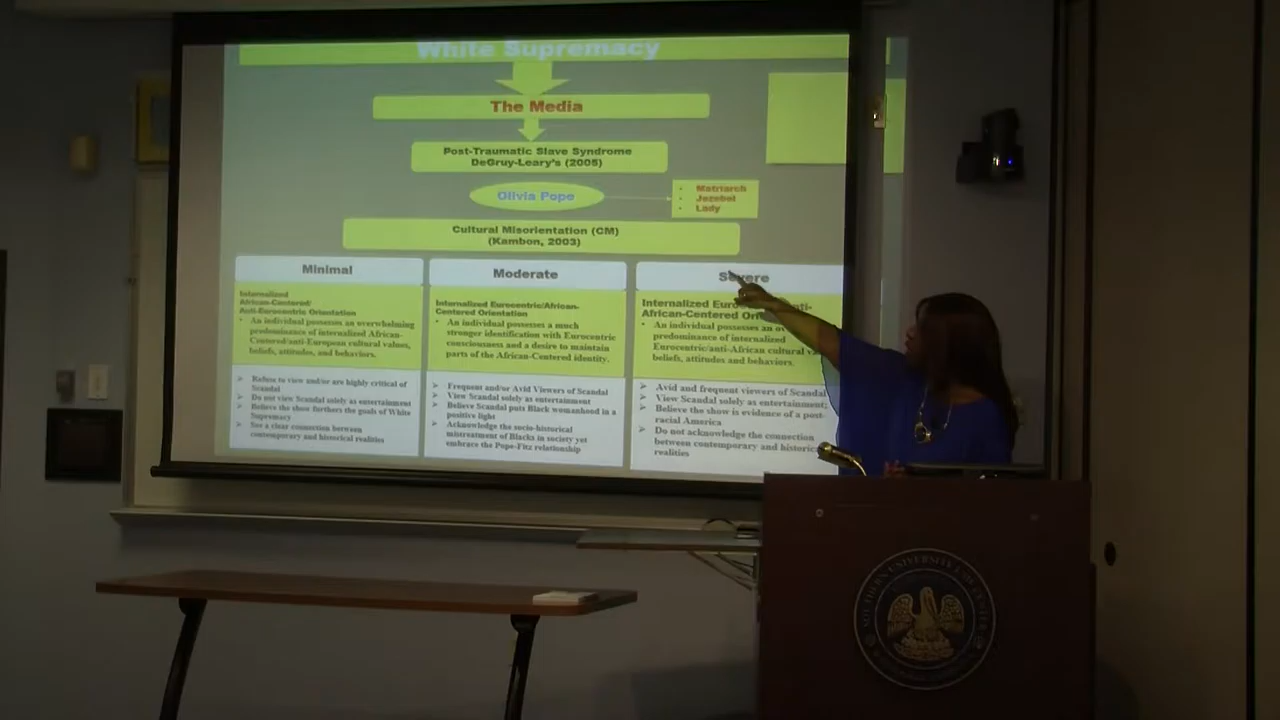 White Supremacy
The Media
Post-Traumatic Slave Syndrome
DeGruy-Leary's (2005)
Olivia Pope
• Matriarch
• Jezebel
• Lady
Cultural Misorientation (CM)
(Kambon, 2003)
Minimal
Internalized
African-Centered/
Anti-Eurocentric Orientation
• An individual possesses an overwhelming
predominance of internalized African-
Centered/anti-European cultural values,
beliefs, attitudes, and behaviors.
➢ Refuse to view and/or are highly critical of
Scandal
➢ Do not view Scandal solely as entertainment
➢ Believe the show furthers the goals of White
Supremacy
➢ See a clear connection between
contemporary and historical realities
Moderate
Internalized Eurocentric/African-
Centered Orientation
• An individual possesses a much
stronger identification with Eurocentric
consciousness and a desire to maintain
parts of the African-Centered identity.
➢ Frequent and/or Avid Viewers of Scandal
➢ View Scandal solely as entertainment
➢ Believe Scandal puts Black womanhood in a
positive light
➢ Acknowledge the socio-historical
mistreatment of Blacks in society yet
embrace the Pope-Fitz relationship
Severe
Internalized
African-Centered
• An individual possesses an
predominance of internalized
Eurocentric/anti-African cultural
beliefs, attitudes and behaviors.
➢ Avid and frequent viewers of Scandal
➢ View Scandal solely as entertainment;
➢ Believe the show is evidence of a post-
racial America
➢ Do not acknowledge the connection
between contemporary and
realities
SOUTHERN UNIVERSITY LAW CENTER